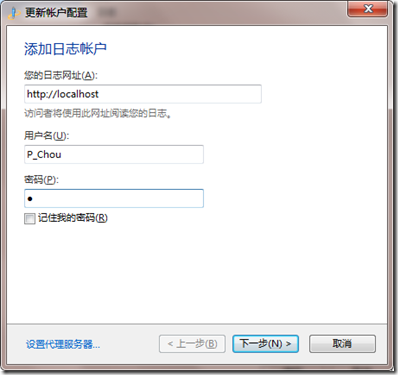 更新帐户配置
添加日志帐户
您的日志网址(A):
http://localhost
访问者将使用此网址阅读您的日志。
用户名(U):
P_Chou
密码(P):
●
记住我的密码(R)
设置代理服务器...
< 上一步(B)
下一步(N) >
取消